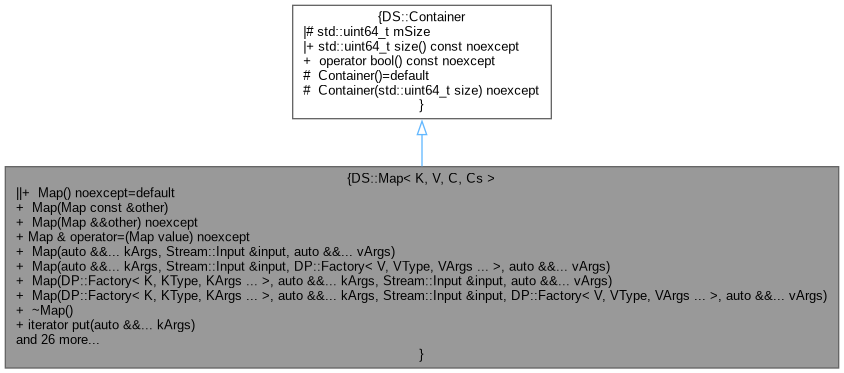 {DS::Container
|# std::uint64_t mSize
|+ std::uint64_t size() const noexcept
+  operator bool() const noexcept
#  Container()=default
#  Container(std::uint64_t size) noexcept
}
{DS::Map< K, V, C, Cs >
||+  Map() noexcept=default
+  Map(Map const &other)
+  Map(Map &&other) noexcept
+ Map & operator=(Map value) noexcept
+  Map(auto &&... kArgs, Stream::Input &input, auto &&... vArgs)
+  Map(auto &&... kArgs, Stream::Input &input, DP::Factory< V, VType, VArgs ... >, auto &&... vArgs)
+  Map(DP::Factory< K, KType, KArgs ... >, auto &&... kArgs, Stream::Input &input, auto &&... vArgs)
+  Map(DP::Factory< K, KType, KArgs ... >, auto &&... kArgs, Stream::Input &input, DP::Factory< V, VType, VArgs ... >, auto &&... vArgs)
+  ~Map()
+ iterator put(auto &&... kArgs)
and 26 more...
}